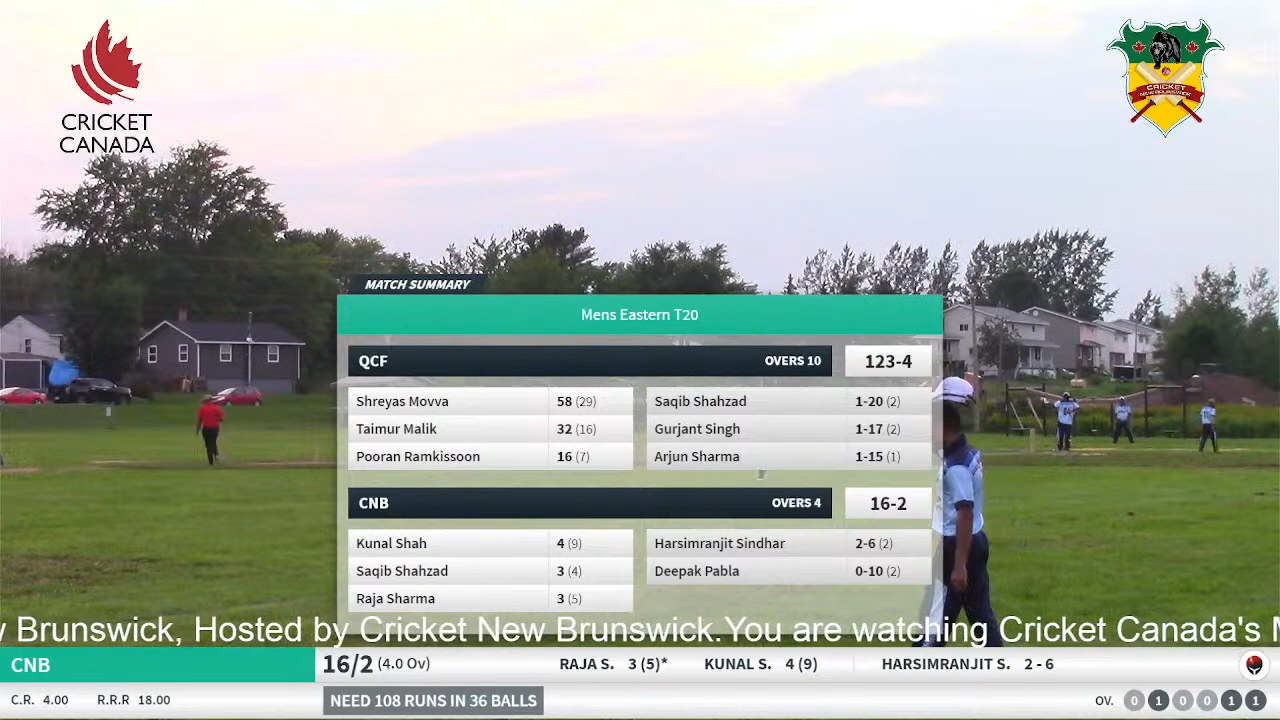 CRICKET
CANADA
CRICKET
NEW BRUNSWICK
MATCH SUMMARY
Mens Eastern T20
QCF OVERS 10 123-4
Shreyas Movva 58 (29) Saqib Shahzad 1-20 (2)
Taimur Malik 32 (16) Gurjant Singh 1-17 (2)
Pooran Ramkissoon 16 (7) Arjun Sharma 1-15 (1)
CNB OVERS 4 16-2
Kunal Shah 4 (9) Harsimranjit Sindhar 2-6 (2)
Saqib Shahzad 3 (4) Deepak Pabla 0-10 (2)
Raja Sharma 3 (5)
w Brunswick, Hosted by Cricket New Brunswick.You are watching Cricket Canada's M
CNB 16/2 (4.0 Ov) RAJA S. 3 (5)* KUNAL S. 4 (9) HARSIMRANJIT S. 2 - 6
C.R. 4.00 R.R.R 18.00 NEED 108 RUNS IN 36 BALLS OV. 0 1 0 0 1 1